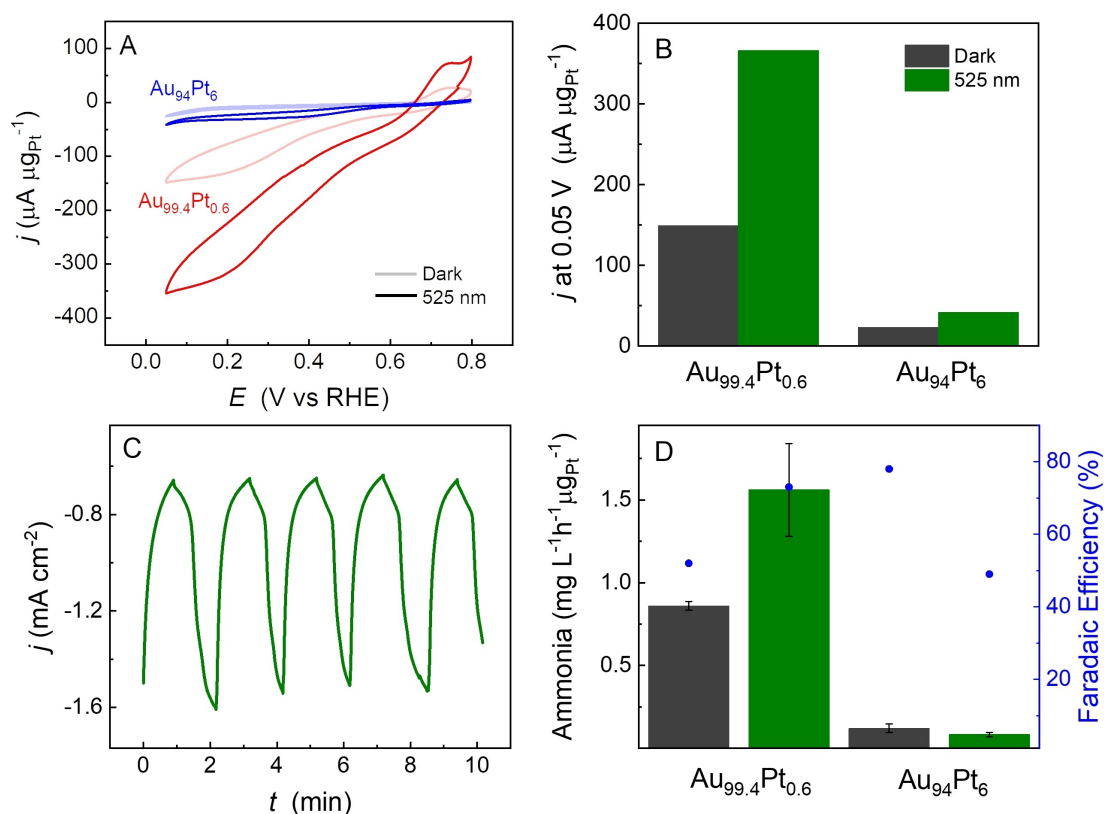 A
100
0
-100
-200
-300
-400
j (µA µg_Pt^-1)
Au94Pt6
Au99.4Pt0.6
Dark
525 nm
0.0 0.2 0.4 0.6 0.8
E (V vs RHE)
B
400
300
200
100
0
j at 0.05 V (µA µg_Pt^-1)
Dark
525 nm
Au99.4Pt0.6 Au94Pt6
C
-0.8
-1.2
-1.6
j (mA cm^-2)
0 2 4 6 8 10
t (min)
D
1.5
1.0
0.5
Ammonia (mg L^-1h^-1µg_Pt^-1)
80
60
40
20
Faradaic Efficiency (%)
Au99.4Pt0.6 Au94Pt6